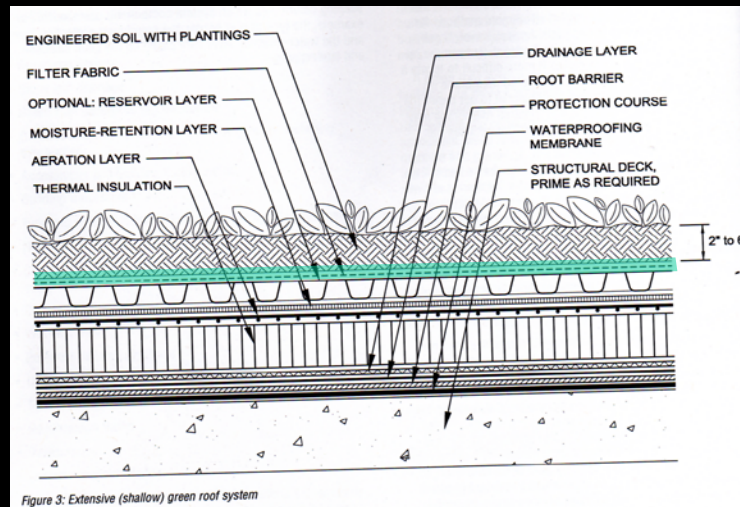 ENGINEERED SOIL WITH PLANTINGS
FILTER FABRIC
OPTIONAL: RESERVOIR LAYER
MOISTURE-RETENTION LAYER
AERATION LAYER
THERMAL INSULATION
DRAINAGE LAYER
ROOT BARRIER
PROTECTION COURSE
WATERPROOFING
MEMBRANE
STRUCTURAL DECK,
PRIME AS REQUIRED
2" to 6
Figure 3: Extensive (shallow) green roof system